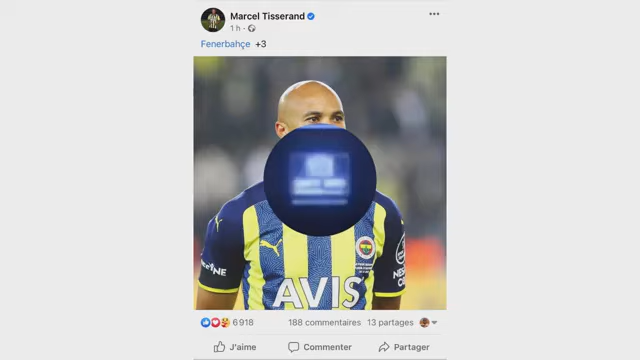 Marcel Tisserand
1 h ·
Fenerbahçe +3
AVIS
6 918 188 commentaires 13 partages
J'aime Commenter Partager